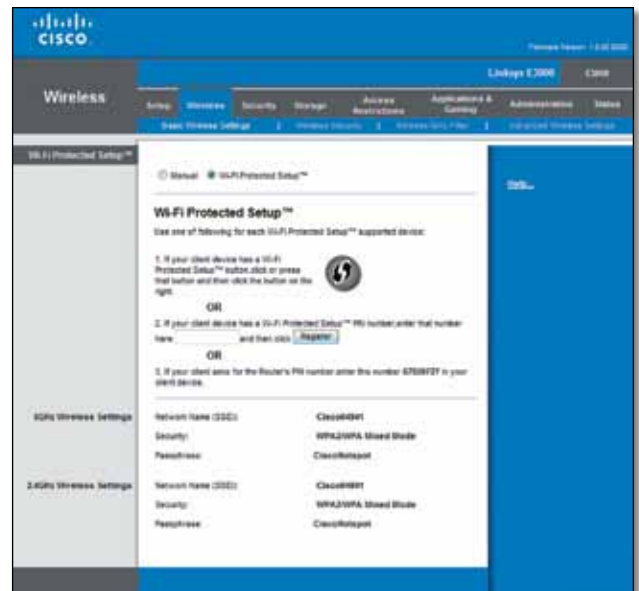 CISCO
Linksys E3000
Wireless
Setup Wireless Security Storage Access Restrictions Applications & Gaming Administration Status
Basic Wireless Settings | Wireless Security | Wireless MAC Filter | Advanced Wireless Settings
Wi-Fi Protected Setup™
Manual Wi-Fi Protected Setup™
Help...
Wi-Fi Protected Setup™
Use one of following for each Wi-Fi Protected Setup™ supported device:
1. If your client device has a Wi-Fi
Protected Setup™ button, click or press
that button and then click the button on the
right.
OR
2. If your client device has a Wi-Fi Protected Setup™ PIN number, enter that number
here and then click Register
OR
3. If your client asks for the Router's PIN number enter this number in your
client device.
5GHz Wireless Settings
Network Name (SSID):
Security: WPA2/WPA Mixed Mode
Passphrase: CiscoHotspot
2.4GHz Wireless Settings
Network Name (SSID):
Security: WPA2/WPA Mixed Mode
Passphrase: CiscoHotspot